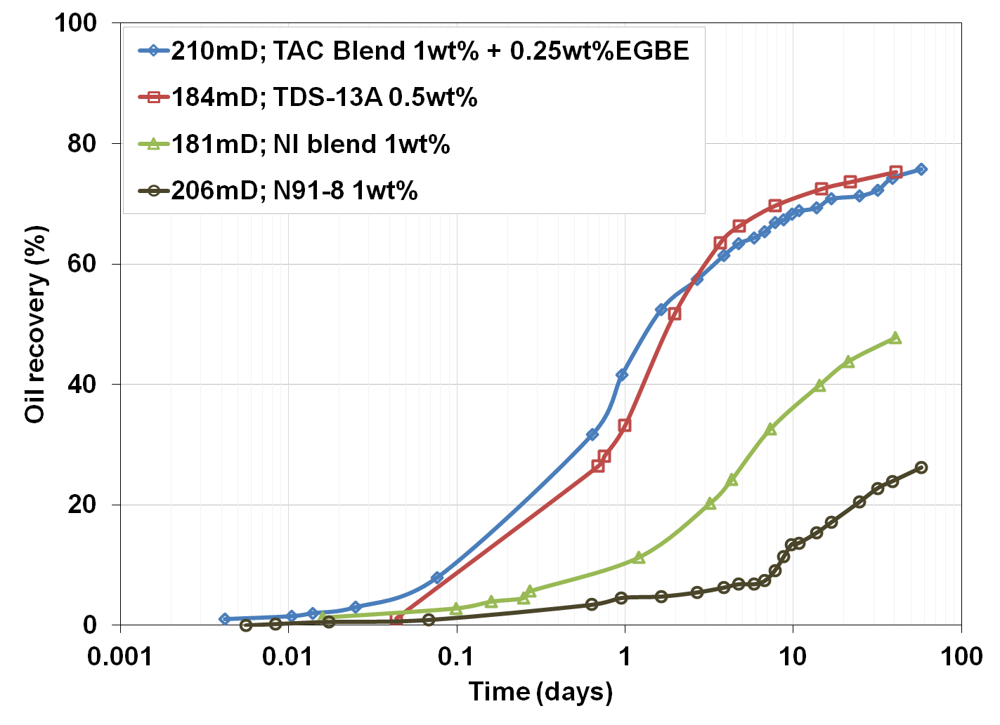 210mD; TAC Blend 1wt% + 0.25wt%EGBE
184mD; TDS-13A 0.5wt%
181mD; NI blend 1wt%
206mD; N91-8 1wt%
Oil recovery (%)
100
80
60
40
20
0
0.001 0.01 0.1 1 10 100
Time (days)